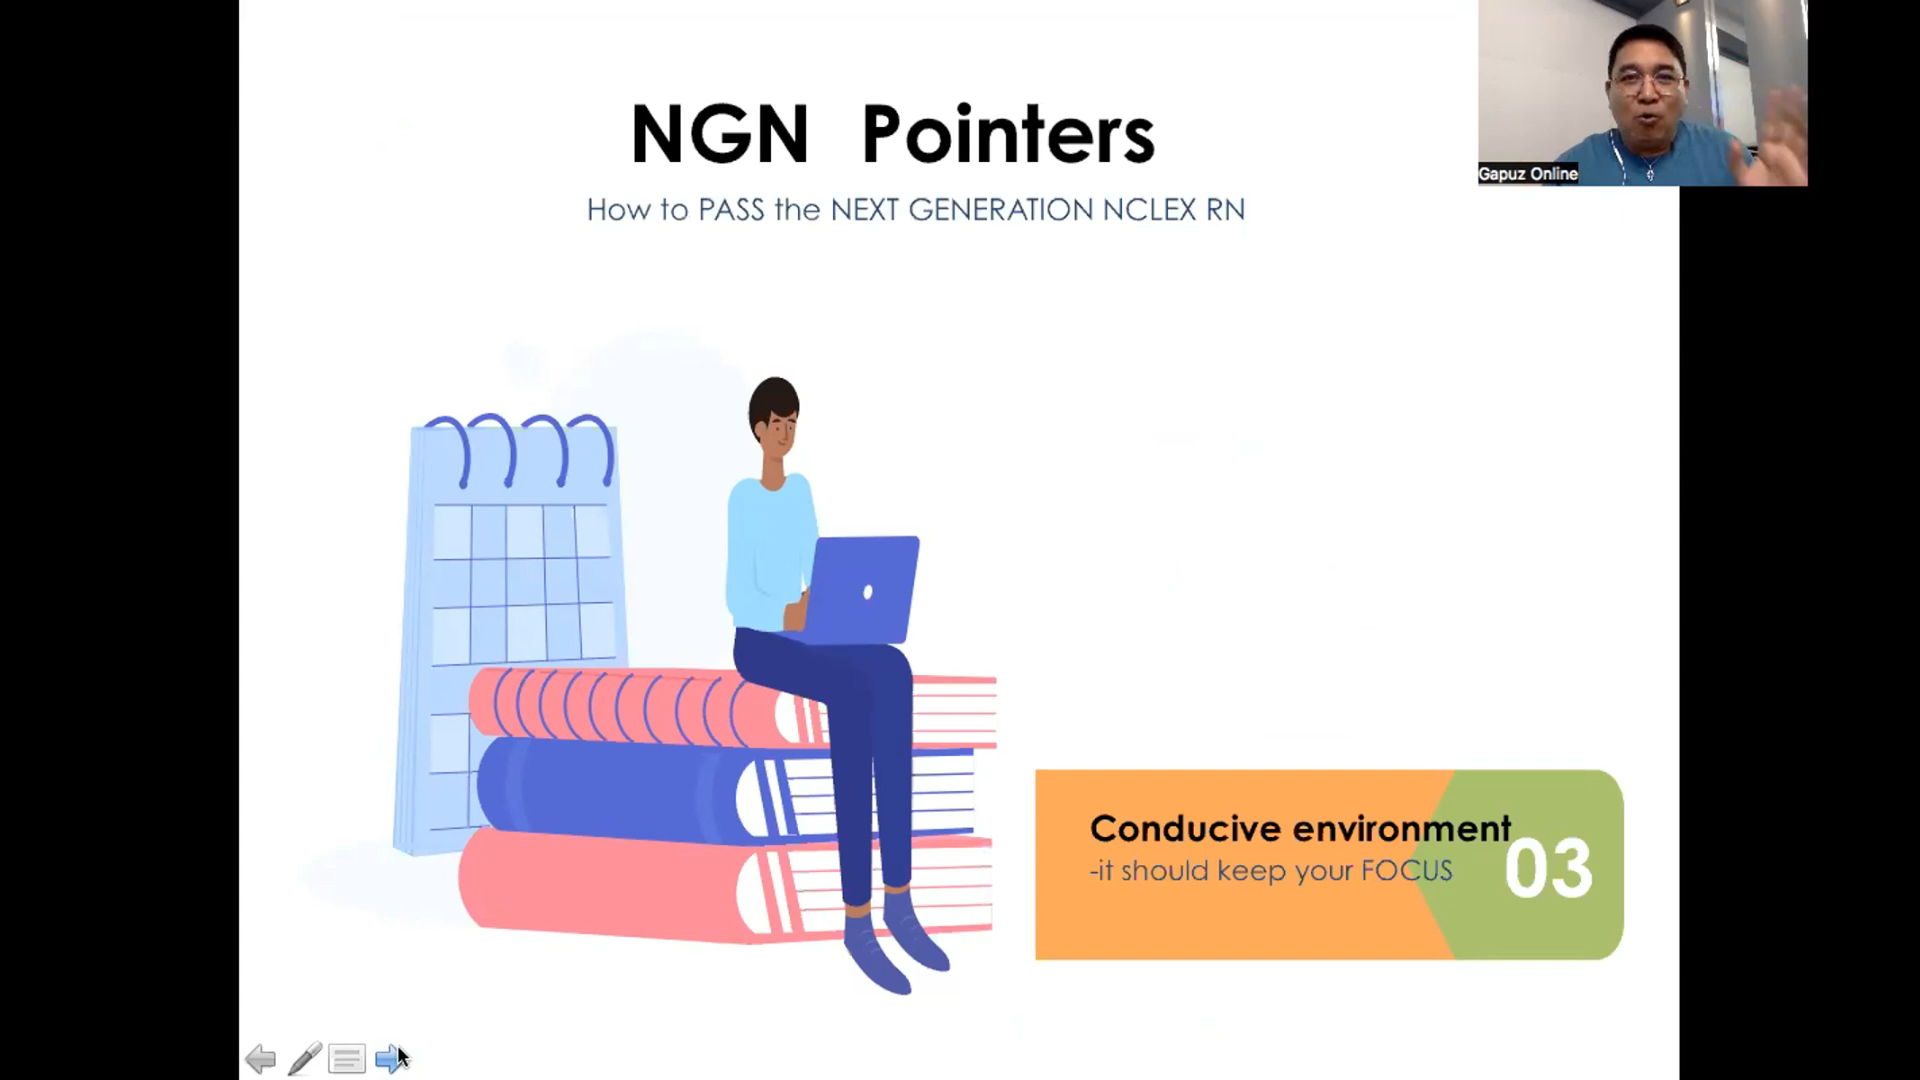 NGN Pointers
How to PASS the NEXT GENERATION NCLEX RN
Gapuz Online
Conducive environment
-it should keep your FOCUS
03